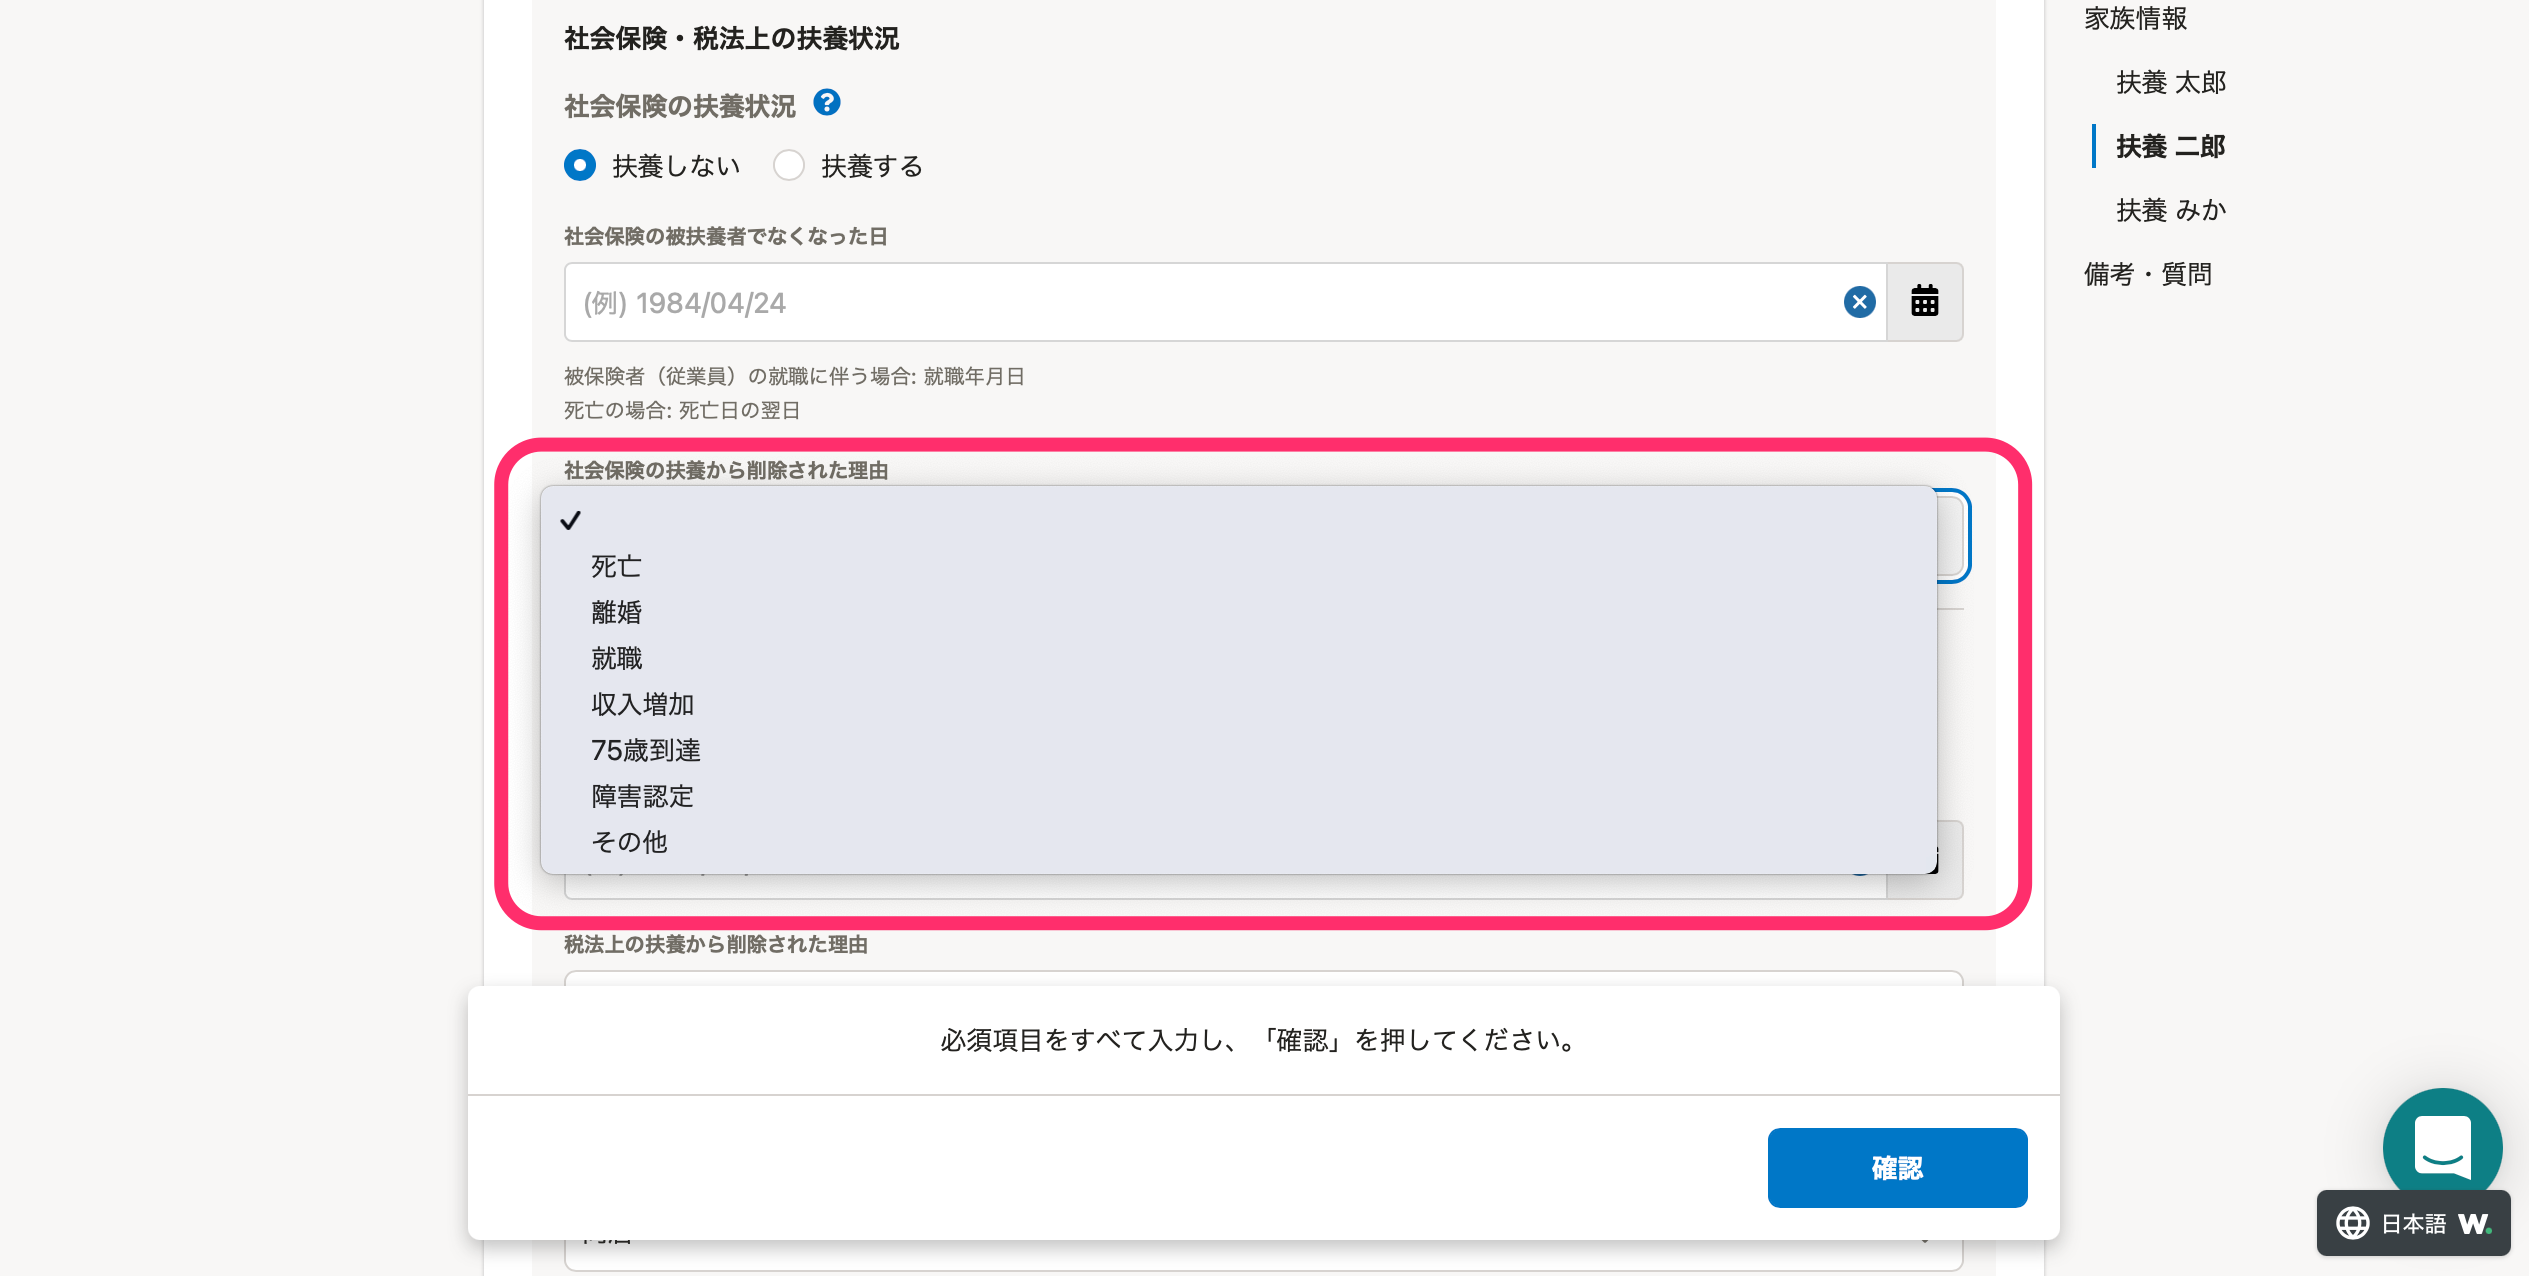 社会保険・税法上の扶養状況
社会保険の扶養状況 ?
扶養しない 扶養する
社会保険の被扶養者でなくなった日
(例) 1984/04/24
被保険者（従業員）の就職に伴う場合: 就職年月日
死亡の場合: 死亡日の翌日
社会保険の扶養から削除された理由
死亡
離婚
就職
収入増加
75歳到達
障害認定
その他
税法上の扶養から削除された理由
必須項目をすべて入力し、「確認」を押してください。
確認
家族情報
扶養 太郎
扶養 二郎
扶養 みか
備考・質問
日本語 W.